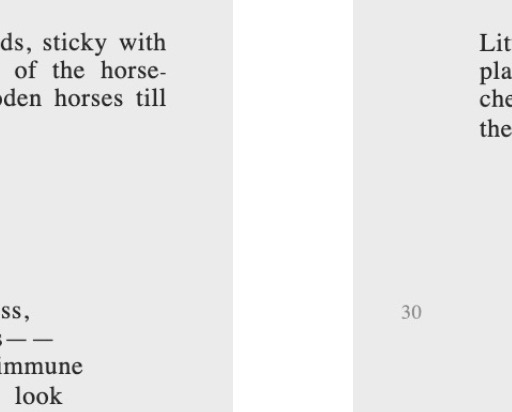 ds, sticky with
of the horse-
oden horses till
ss,
s— —
immune
look
Lit
pla
che
the
30